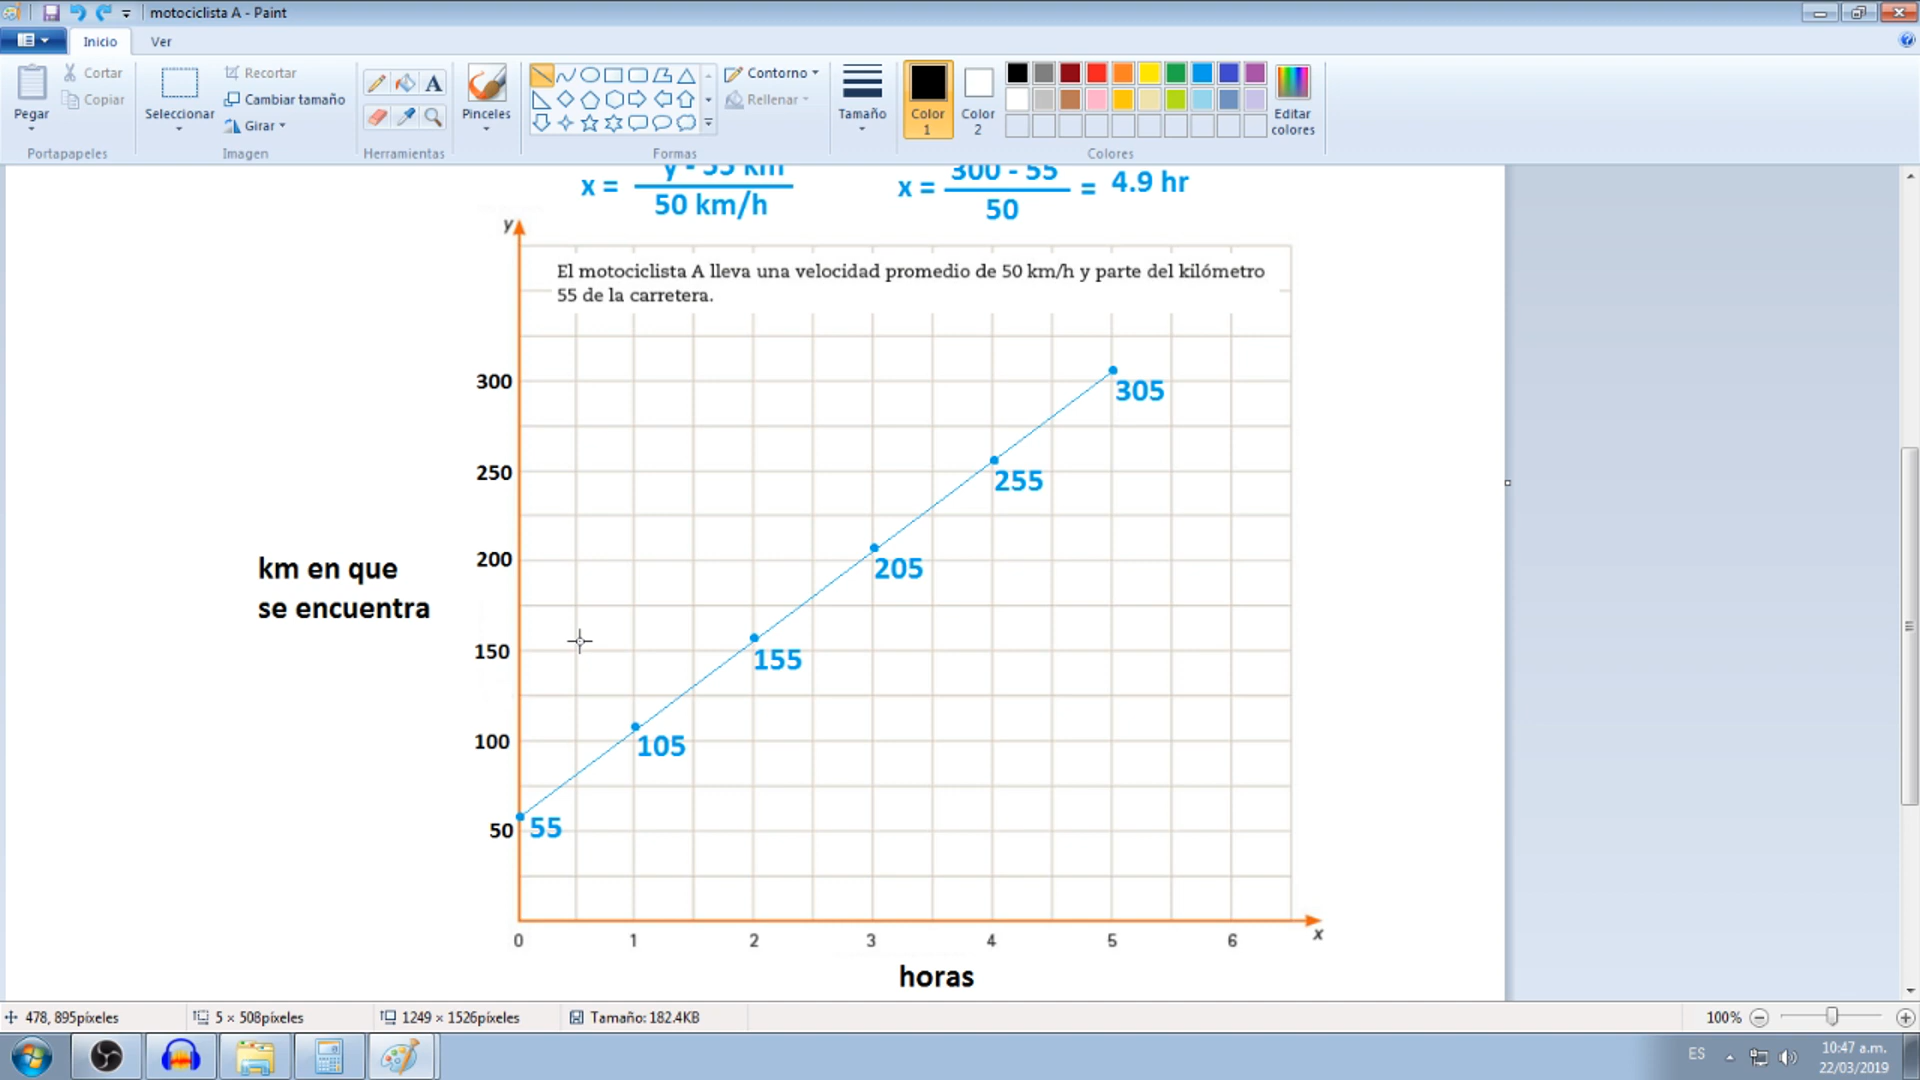 motociclista A - Paint
Inicio
Ver
Pegar
Cortar
Copiar
Portapapeles
Seleccionar
Recortar
Cambiar tamaño
Girar
Imagen
A
Herramientas
Pinceles
Formas
Contorno
Rellenar
Tamaño
Color
1
Color
2
Colores
Editar
colores
x = y - 55 km
50 km/h
x = 300 - 55 = 4.9 hr
50
y
El motociclista A lleva una velocidad promedio de 50 km/h y parte del kilómetro
55 de la carretera.
300
305
250
255
200
205
km en que
se encuentra
150
155
100
105
50
55
0 1 2 3 4 5 6 x
horas
478, 895píxeles
5 × 508píxeles
1249 × 1526píxeles
Tamaño: 182.4KB
100%
ES
10:47 a.m.
22/03/2019